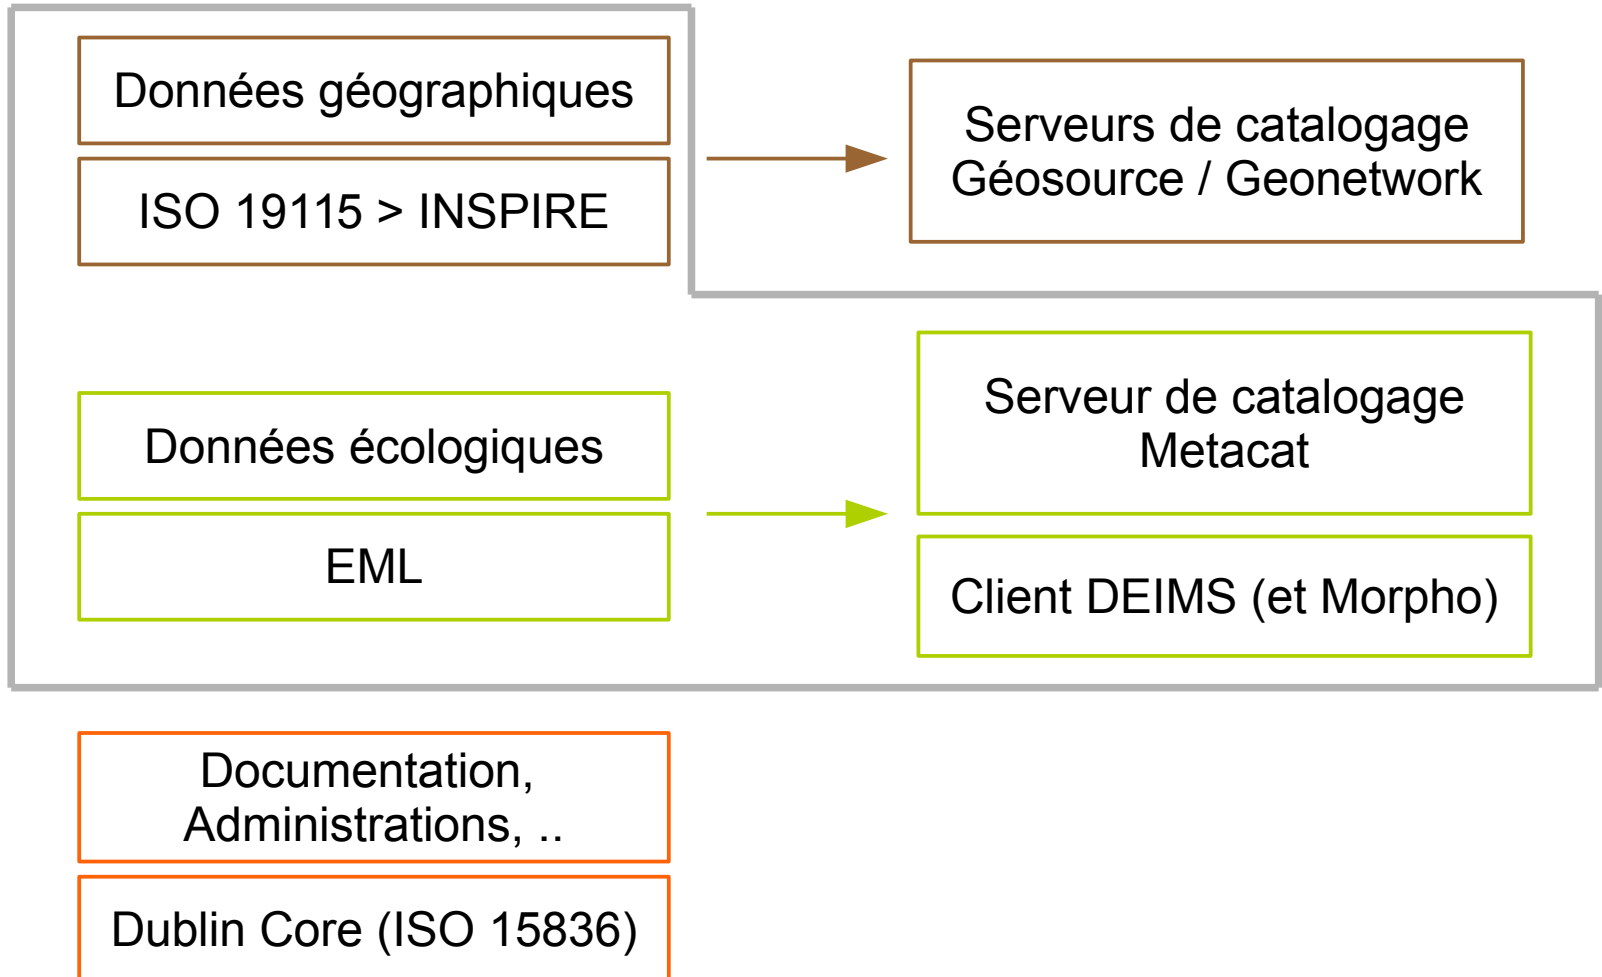 Données géographiques
ISO 19115 > INSPIRE
Serveurs de catalogage
Géosource / Geonetwork
Données écologiques
EML
Serveur de catalogage
Metacat
Client DEIMS (et Morpho)
Documentation,
Administrations, ..
Dublin Core (ISO 15836)